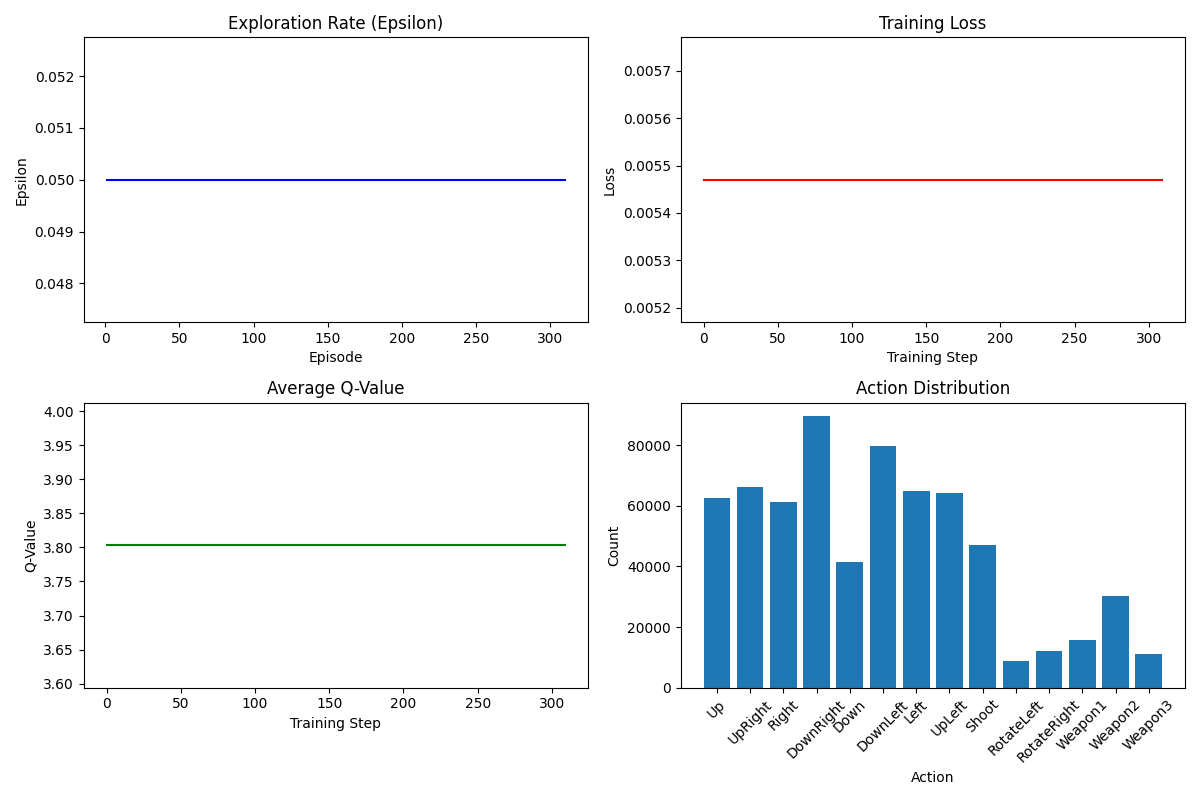 Exploration Rate (Epsilon)
0.052
0.051
0.050
0.049
0.048
Epsilon
0 50 100 150 200 250 300
Episode
Training Loss
0.0057
0.0056
0.0055
0.0054
0.0053
0.0052
Loss
0 50 100 150 200 250 300
Training Step
Average Q-Value
4.00
3.95
3.90
3.85
3.80
3.75
3.70
3.65
3.60
Q-Value
0 50 100 150 200 250 300
Training Step
Action Distribution
80000
60000
40000
20000
0
Count
Up
UpRight
Right
DownRight
Down
DownLeft
Left
UpLeft
Shoot
RotateLeft
RotateRight
Weapon1
Weapon2
Weapon3
Action